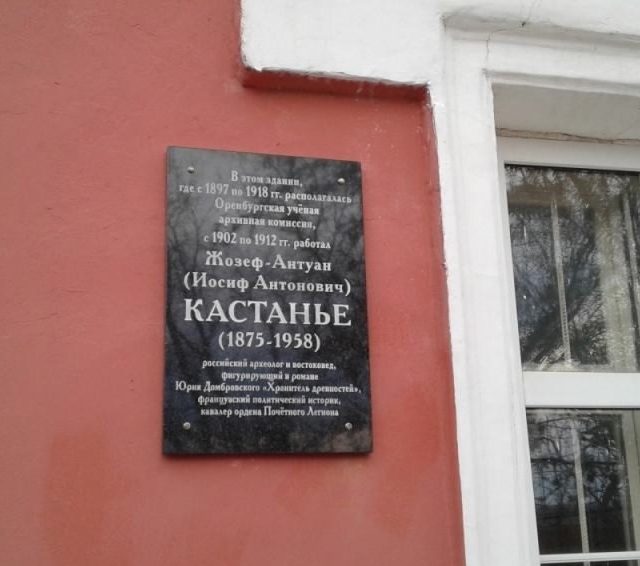 В этом здании,
где с 1897 по 1918 гг. располагалась
Оренбургская учёная
архивная комиссия,
с 1902 по 1912 гг. работал
Жозеф-Антуан
(Иосиф Антонович)
КАСТАНЬЕ
(1875-1958)
российский археолог и востоковед,
фигурирующий в романе
Юрия Домбровского «Хранитель древностей»,
французский политический историк,
кавалер ордена Почётного Легиона